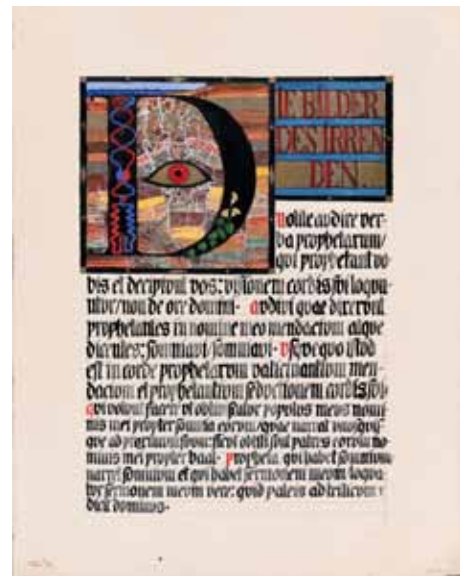 DIE BILDER
DES IRREN
DEN.
nolite audire ver-
ba prophetarum/
qui prophetant vo
bis et decipiunt vos: visionem cordis sui loqun
tur/ non de ore domini. audivi quae dixerunt
prophetantes in nomine meo mendacium atque
dicentes: somniavi/ somniavi. usquequo istud
est in corde prophetarum vaticinantium men-
dacium et prophetantium seductionem cordis sui.
qui volunt facere ut populus meus nomi
nis mei propter somnia eorum/ quae narrat unusquis
que ad proximum suum: sicut obliti sunt patres eorum no
minis mei propter baal. propheta qui habet somnium
narret somnium et qui habet sermonem meum loqua
tur sermonem meum vere: quid paleis ad triticum
dicit dominus.